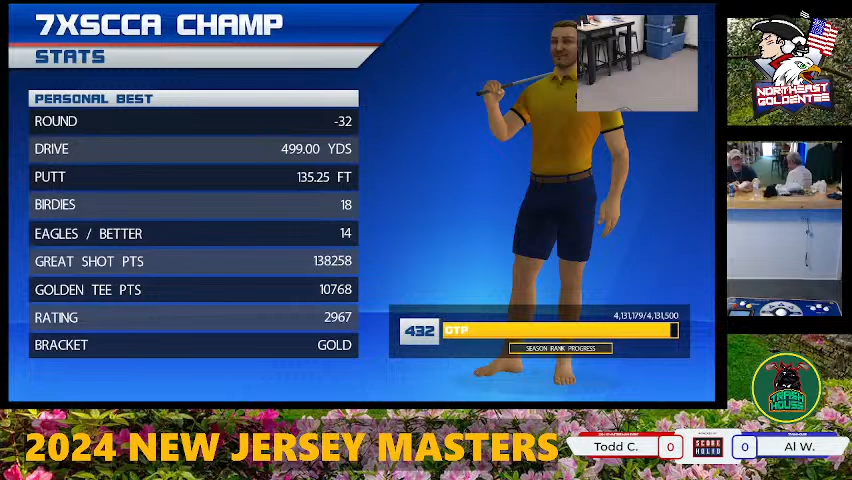 7XSCCA CHAMP
STATS
PERSONAL BEST
ROUND -32
DRIVE 499.00 YDS
PUTT 135.25 FT
BIRDIES 18
EAGLES / BETTER 14
GREAT SHOT PTS 138258
GOLDEN TEE PTS 10768
RATING 2967
BRACKET GOLD
4,131,179/4,131,500
432 GTP
SEASON RANK PROGRESS
NORTHEAST
GOLDENTEE
TRASH
HOUSE
2024 NEW JERSEY MASTERS
Todd C. 0
SCORE
HOLIO
0 Al W.